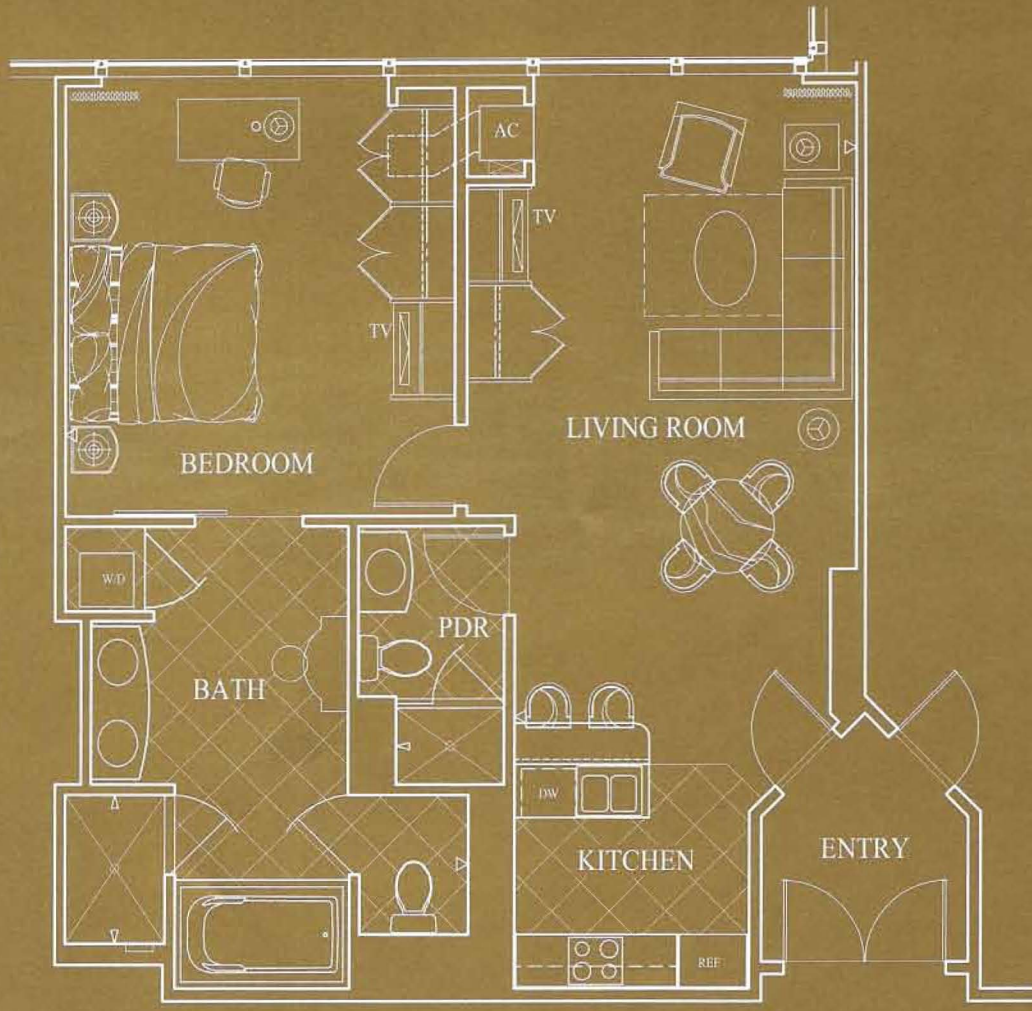 AC
TV
TV
LIVING ROOM
BEDROOM
W/D
PDR
BATH
DW
KITCHEN
ENTRY
REF